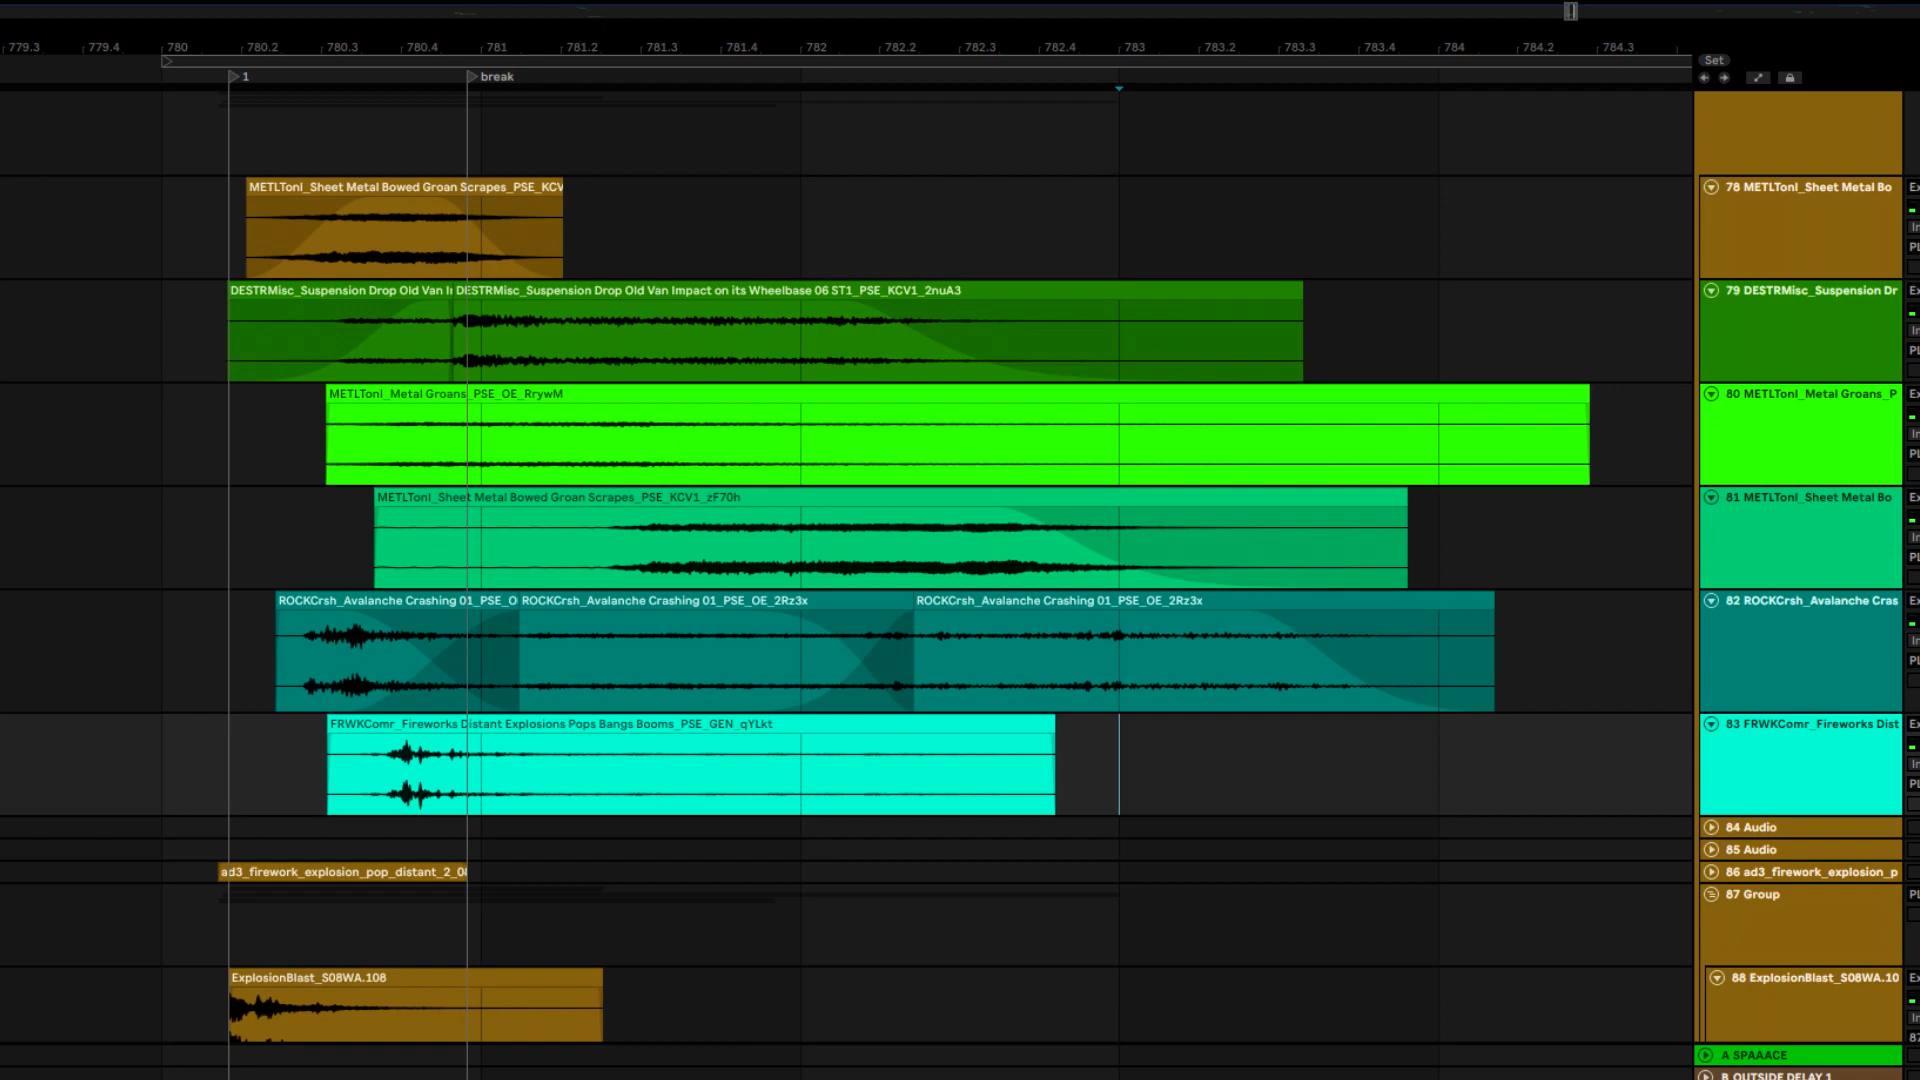 779.3 779.4 780 780.2 780.3 780.4 781 781.2 781.3 781.4 782 782.2 782.3 782.4 783 783.2 783.3 783.4 784 784.2 784.3
Set
1 break
METLTonl_Sheet Metal Bowed Groan Scrapes_PSE_KCV
78 METLTonl_Sheet Metal Bo
DESTRMisc_Suspension Drop Old Van I DESTRMisc_Suspension Drop Old Van Impact on its Wheelbase 06 ST1_PSE_KCV1_2nuA3
79 DESTRMisc_Suspension Dr
METLTonl_Metal Groans_PSE_OE_RrywM
80 METLTonl_Metal Groans_P
METLTonl_Sheet Metal Bowed Groan Scrapes_PSE_KCV1_zF70h
81 METLTonl_Sheet Metal Bo
ROCKCrsh_Avalanche Crashing 01_PSE_O ROCKCrsh_Avalanche Crashing 01_PSE_OE_2Rz3x ROCKCrsh_Avalanche Crashing 01_PSE_OE_2Rz3x
82 ROCKCrsh_Avalanche Cras
FRWKComr_Fireworks Distant Explosions Pops Bangs Booms_PSE_GEN_qYLkt
83 FRWKComr_Fireworks Dist
84 Audio
85 Audio
ad3_firework_explosion_pop_distant_2_0
86 ad3_firework_explosion_p
87 Group
ExplosionBlast_S08WA.108
88 ExplosionBlast_S08WA.10
A SPAAACE
B OUTSIDE DELAY 1